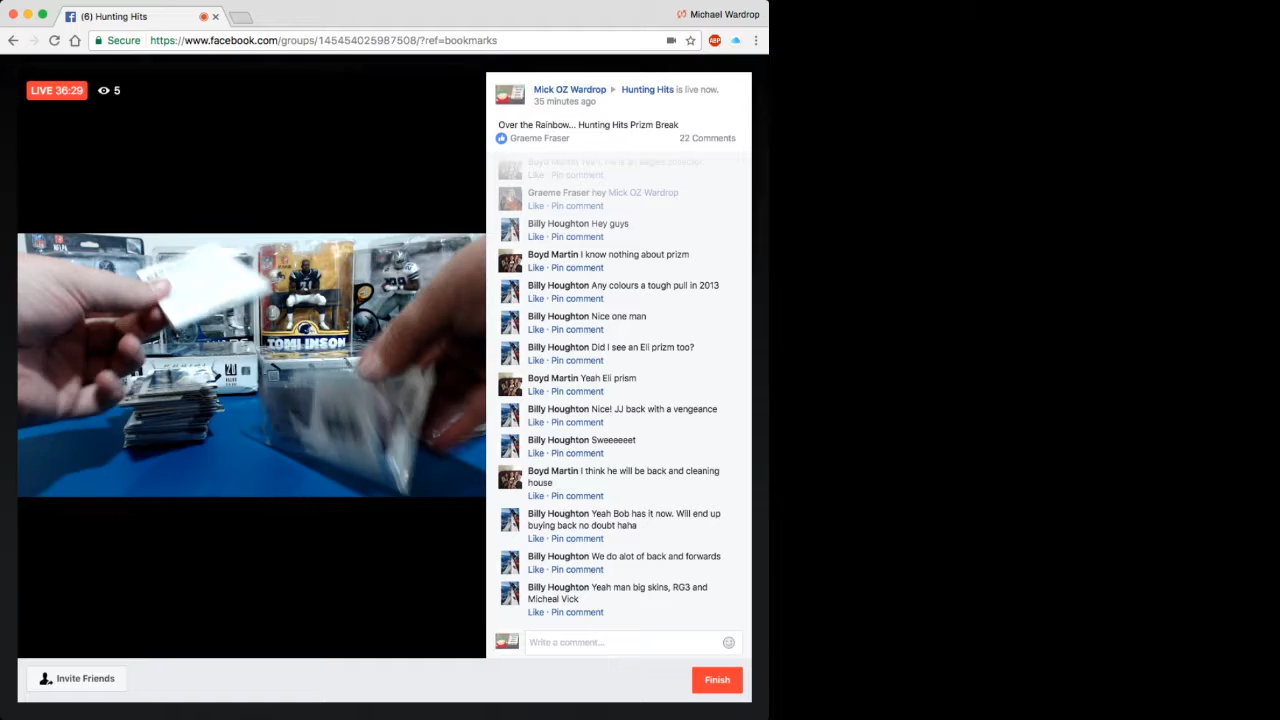 (6) Hunting Hits
Michael Wardrop
Secure
https://www.facebook.com/groups/145454025987508/?ref=bookmarks
ABP
LIVE 36:29
5
Mick OZ Wardrop ▸ Hunting Hits is live now.
35 minutes ago
Over the Rainbow... Hunting Hits Prizm Break
Graeme Fraser
22 Comments
Boyd Martin Yeah, He is an eagles
Like · Pin comment
Graeme Fraser hey Mick OZ Wardrop
Like · Pin comment
Billy Houghton Hey guys
Like · Pin comment
Boyd Martin I know nothing about prizm
Like · Pin comment
Billy Houghton Any colours a tough pull in 2013
Like · Pin comment
Billy Houghton Nice one man
Like · Pin comment
Billy Houghton Did I see an Eli prizm too?
Like · Pin comment
Boyd Martin Yeah Eli prism
Like · Pin comment
Billy Houghton Nice! JJ back with a vengeance
Like · Pin comment
Billy Houghton Sweeeeeet
Like · Pin comment
Boyd Martin I think he will be back and cleaning
house
Like · Pin comment
Billy Houghton Yeah Bob has it now. Will end up
buying back no doubt haha
Like · Pin comment
Billy Houghton We do alot of back and forwards
Like · Pin comment
Billy Houghton Yeah man big skins, RG3 and
Micheal Vick
Like · Pin comment
Write a comment...
TOMLINSON
Invite Friends
Finish